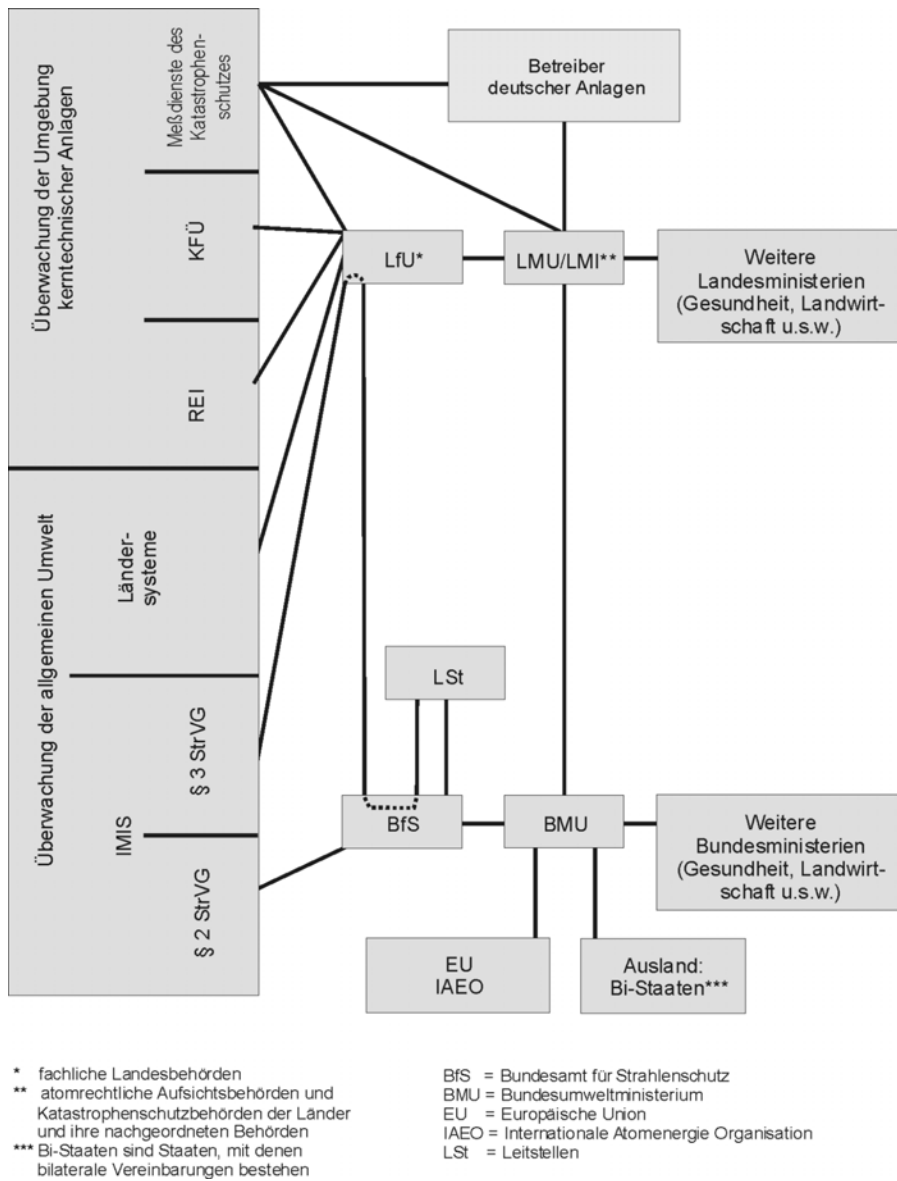 Überwachung der Umgebung
kerntechnischer Anlagen
Meßdienste des
Katastrophen-
schutzes
KFÜ
REI
Überwachung der allgemeinen Umwelt
Länder-
systeme
IMIS
§ 3 StrVG
§ 2 StrVG
Betreiber
deutscher Anlagen
LfU*
LMU/LMI**
Weitere
Landesministerien
(Gesundheit, Landwirt-
schaft u.s.w.)
LSt
BfS
BMU
Weitere
Bundesministerien
(Gesundheit, Landwirt-
schaft u.s.w.)
EU
IAEO
Ausland:
Bi-Staaten***
* fachliche Landesbehörden
** atomrechtliche Aufsichtsbehörden und
Katastrophenschutzbehörden der Länder
und ihre nachgeordneten Behörden
*** Bi-Staaten sind Staaten, mit denen
bilaterale Vereinbarungen bestehen
BfS = Bundesamt für Strahlenschutz
BMU = Bundesumweltministerium
EU = Europäische Union
IAEO = Internationale Atomenergie Organisation
LSt = Leitstellen